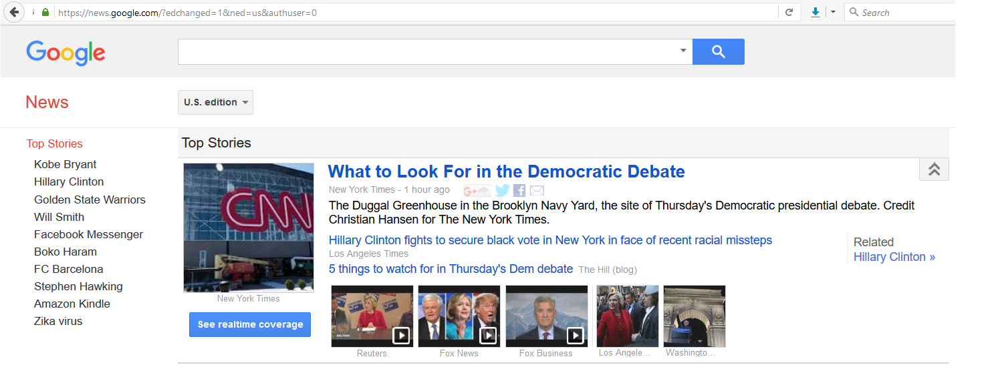 https://news.google.com/?edchanged=1&ned=us&authuser=0
Search
Google
News
U.S. edition
Top Stories
Kobe Bryant
Hillary Clinton
Golden State Warriors
Will Smith
Facebook Messenger
Boko Haram
FC Barcelona
Stephen Hawking
Amazon Kindle
Zika virus
Top Stories
CNN
New York Times
See realtime coverage
What to Look For in the Democratic Debate
New York Times - 1 hour ago
The Duggal Greenhouse in the Brooklyn Navy Yard, the site of Thursday's Democratic presidential debate. Credit
Christian Hansen for The New York Times.
Hillary Clinton fights to secure black vote in New York in face of recent racial missteps
Los Angeles Times
5 things to watch for in Thursday's Dem debate The Hill (blog)
Related
Hillary Clinton »
REUTERS
Reuters
Fox News
Fox Business
Los Angele...
Washingto...